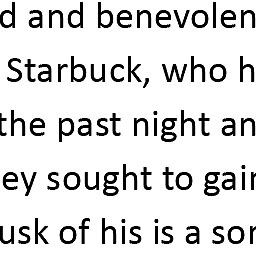 d and benevolen
Starbuck, who h
the past night an
ey sought to gai
usk of his is a sor